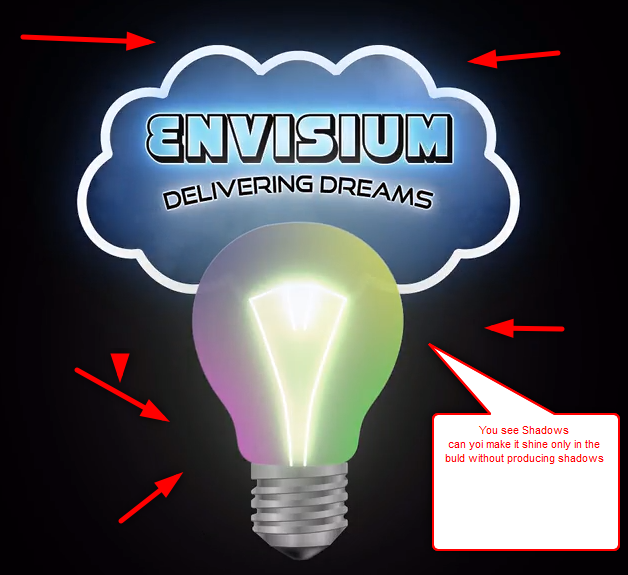 ENVISIUM
DELIVERING DREAMS
You see Shadows
can yoi make it shine only in the
buld without producing shadows